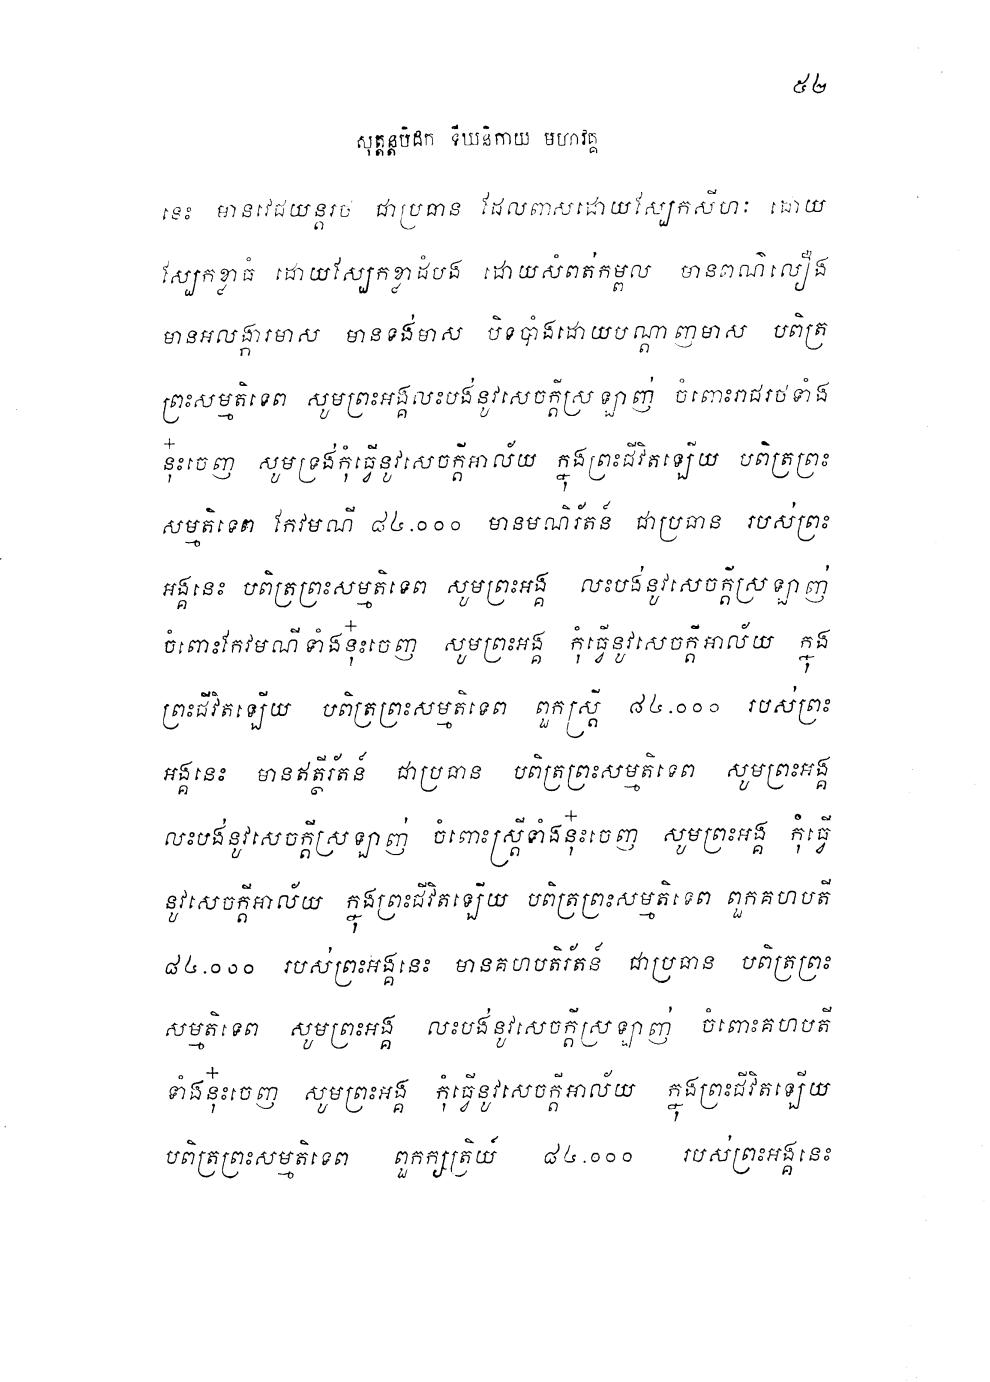 ៥២
សុត្តន្តបិដក ទីឃនិកាយ មហាវគ្គ
នេះ មានវេជយន្តរថ ជាប្រធាន ដែលពាសដោយស្បែកសីហៈ ដោយ
ស្បែកខ្លាធំ ដោយស្បែកខ្លាដំបង ដោយសំពត់កម្ពល មានពណ៌លឿង
មានអលង្ការមាស មានទង់មាស បិទបាំងដោយបណ្តាញមាស បពិត្រ
ព្រះសម្មតិទេព សូមព្រះអង្គលះបង់នូវសេចក្តីស្រឡាញ់ ចំពោះរាជរថទាំង
នុ៎ះចេញ សូមទ្រង់កុំធ្វើនូវសេចក្តីអាល័យ ក្នុងព្រះជីវិតឡើយ បពិត្រព្រះ
សម្មតិទេព កែវមណី ៨៤.០០០ មានមណិរ័តន៍ ជាប្រធាន របស់ព្រះ
អង្គនេះ បពិត្រព្រះសម្មតិទេព សូមព្រះអង្គ លះបង់នូវសេចក្តីស្រឡាញ់
ចំពោះកែវមណីទាំងនុ៎ះចេញ សូមព្រះអង្គ កុំធ្វើនូវសេចក្តីអាល័យ ក្នុង
ព្រះជីវិតឡើយ បពិត្រព្រះសម្មតិទេព ពួកស្ត្រី ៨៤.០០០ របស់ព្រះ
អង្គនេះ មានឥត្ថីរ័តន៍ ជាប្រធាន បពិត្រព្រះសម្មតិទេព សូមព្រះអង្គ
លះបង់នូវសេចក្តីស្រឡាញ់ ចំពោះស្ត្រីទាំងនុ៎ះចេញ សូមព្រះអង្គ កុំធ្វើ
នូវសេចក្តីអាល័យ ក្នុងព្រះជីវិតឡើយ បពិត្រព្រះសម្មតិទេព ពួកគហបតី
៨៤.០០០ របស់ព្រះអង្គនេះ មានគហបតិរ័តន៍ ជាប្រធាន បពិត្រព្រះ
សម្មតិទេព សូមព្រះអង្គ លះបង់នូវសេចក្តីស្រឡាញ់ ចំពោះគហបតី
ទាំងនុ៎ះចេញ សូមព្រះអង្គ កុំធ្វើនូវសេចក្តីអាល័យ ក្នុងព្រះជីវិតឡើយ
បពិត្រព្រះសម្មតិទេព ពួកក្សត្រិយ៍ ៨៤.០០០ របស់ព្រះអង្គនេះ